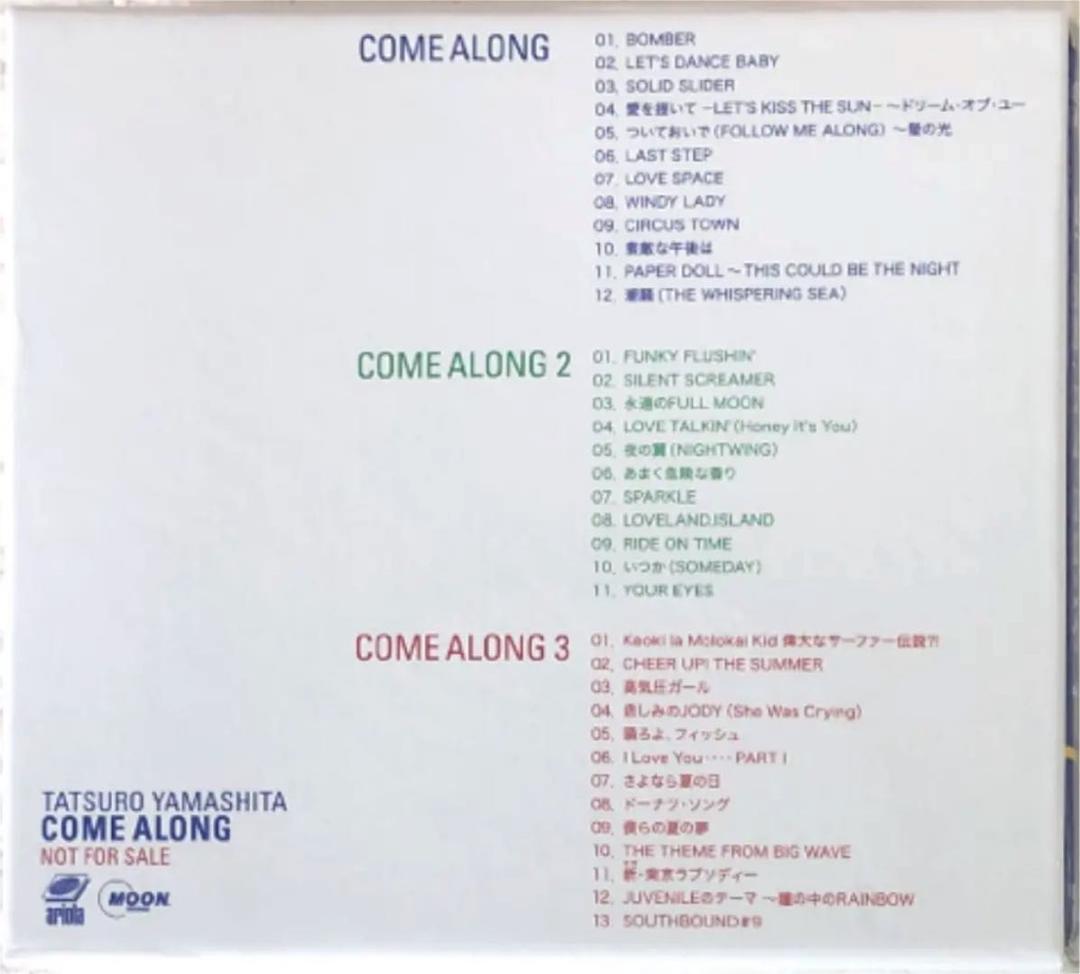 COME ALONG
01. BOMBER
02. LET'S DANCE BABY
03. SOLID SLIDER
04. 愛を描いて -LET'S KISS THE SUN- ～ドリーム・オブ・ユー
05. ついておいで(FOLLOW ME ALONG) ～蛍の光
06. LAST STEP
07. LOVE SPACE
08. WINDY LADY
09. CIRCUS TOWN
10. 素敵な午後は
11. PAPER DOLL ～ THIS COULD BE THE NIGHT
12. 潮騒 (THE WHISPERING SEA)
COME ALONG 2
01. FUNKY FLUSHIN'
02. SILENT SCREAMER
03. 永遠のFULL MOON
04. LOVE TALKIN' (Honey It's You)
05. 夜の翼 (NIGHTWING)
06. あまく危険な香り
07. SPARKLE
08. LOVELAND,ISLAND
09. RIDE ON TIME
10. いつか (SOMEDAY)
11. YOUR EYES
COME ALONG 3
01. Keoki la Molokai Kid 偉大なサーファー伝説?!
02. CHEER UP! THE SUMMER
03. 高気圧ガール
04. 悲しみのJODY (She Was Crying)
05. 踊ろよ、フィッシュ
06. I Love You‥‥PART I
07. さよなら夏の日
08. ドーナツ・ソング
09. 僕らの夏の夢
10. THE THEME FROM BIG WAVE
11. 新・東京ラプソディー
12. JUVENILEのテーマ ～瞳の中のRAINBOW
13 SOUTHBOUND#9
TATSURO YAMASHITA
COME ALONG
NOT FOR SALE
ariola MOON